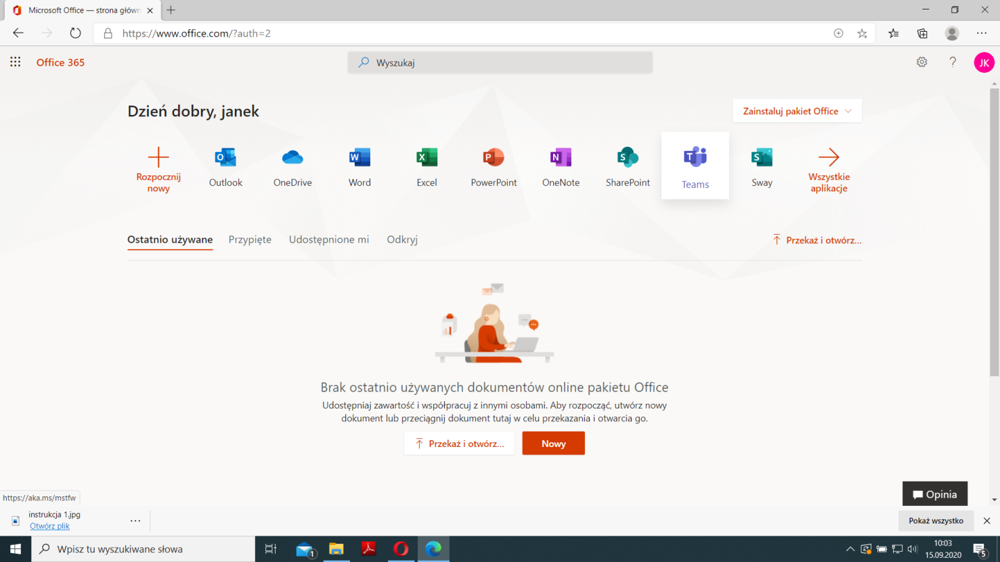 Microsoft Office — strona główn
https://www.office.com/?auth=2
Office 365
Wyszukaj
?
JK
Dzień dobry, janek
Zainstaluj pakiet Office
Rozpocznij
nowy
Outlook
OneDrive
Word
Excel
PowerPoint
OneNote
SharePoint
Teams
Sway
Wszystkie
aplikacje
Ostatnio używane
Przypięte
Udostępnione mi
Odkryj
Przekaż i otwórz...
Brak ostatnio używanych dokumentów online pakietu Office
Udostępniaj zawartość i współpracuj z innymi osobami. Aby rozpocząć, utwórz nowy
dokument lub przeciągnij dokument tutaj w celu przekazania i otwarcia go.
Przekaż i otwórz...
Nowy
Opinia
https://aka.ms/mstfw
instrukcja 1.jpg
Otwórz plik
Pokaż wszystko
Wpisz tu wyszukiwane słowa
1
10:03
15.09.2020
5